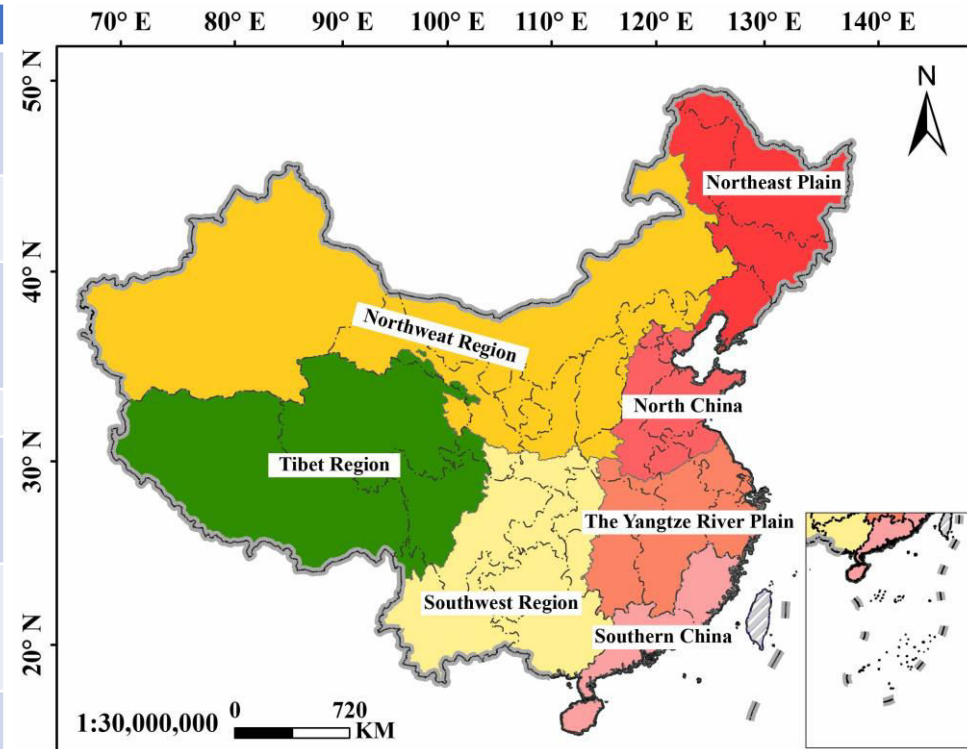 70° E 80° E 90° E 100° E 110° E 120° E 130° E 140° E
50° N
40° N
30° N
20° N
N
Northeast Plain
Northweat Region
North China
Tibet Region
The Yangtze River Plain
Southwest Region
Southern China
1:30,000,000
0 720
KM